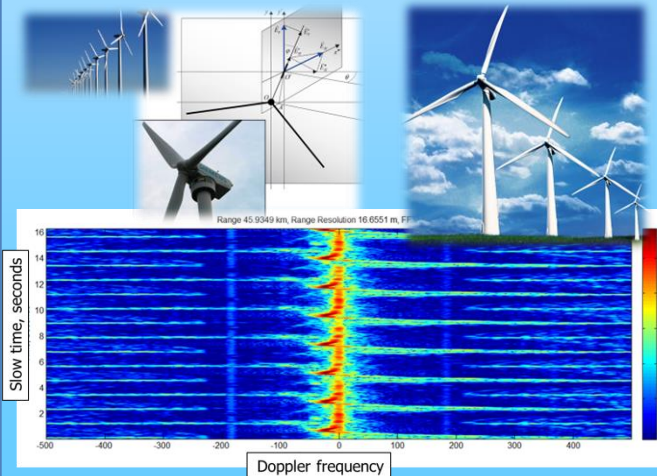 Range 45.9349 km, Range Resolution 16.6551 m, FF
Slow time, seconds
16
14
12
10
8
6
4
2
-500 -400 -300 -200 -100 0 100 200 300 400
Doppler frequency